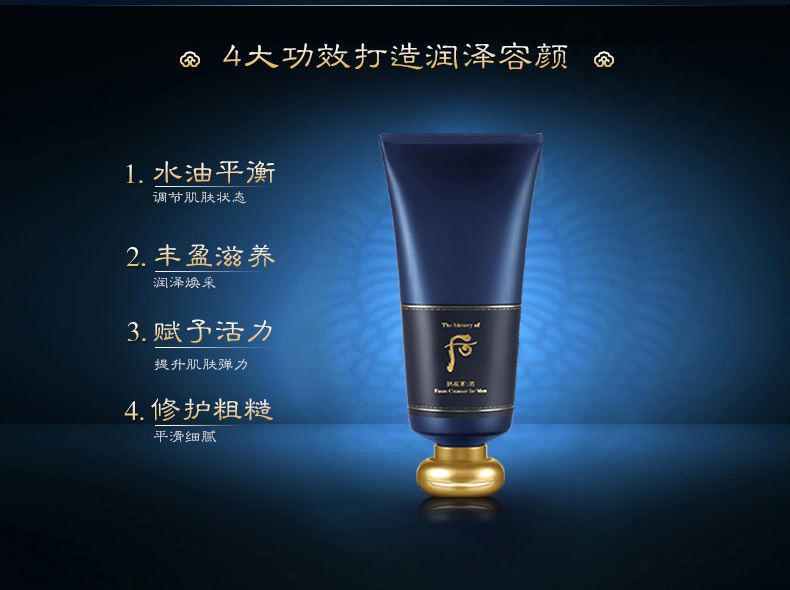 4大功效打造润泽容颜
1. 水油平衡
调节肌肤状态
2. 丰盈滋养
润泽焕采
3. 赋予活力
提升肌肤弹力
4. 修护粗糙
平滑细腻
The history of
后
Foam Cleanser for Men